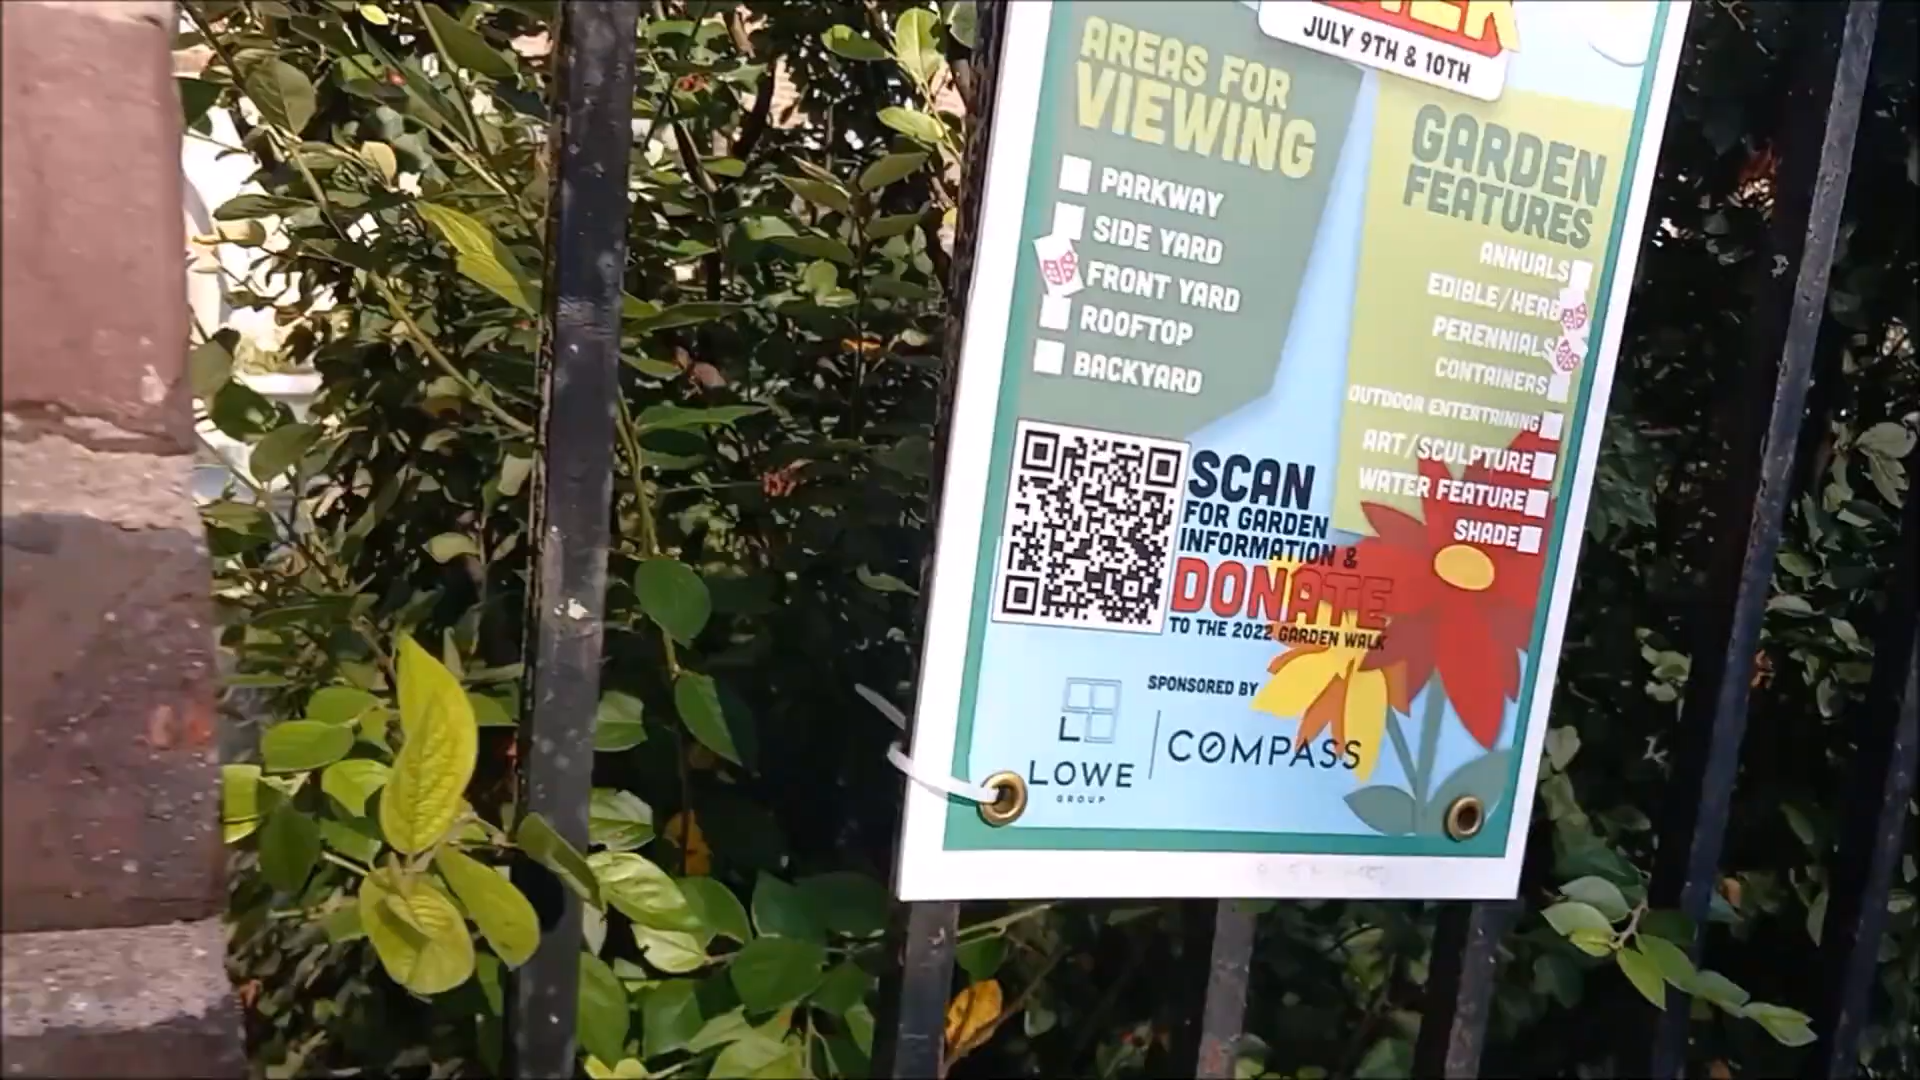 JULY 9TH & 10TH
AREAS FOR
VIEWING
PARKWAY
SIDE YARD
FRONT YARD
ROOFTOP
BACKYARD
GARDEN
FEATURES
ANNUALS
EDIBLE/HERB
PERENNIALS
CONTAINERS
OUTDOOR ENTERTAINING
ART/SCULPTURE
WATER FEATURE
SHADE
SCAN
FOR GARDEN
INFORMATION &
DONATE
TO THE 2022 GARDEN WALK
SPONSORED BY
L
LOWE
GROUP
COMPASS